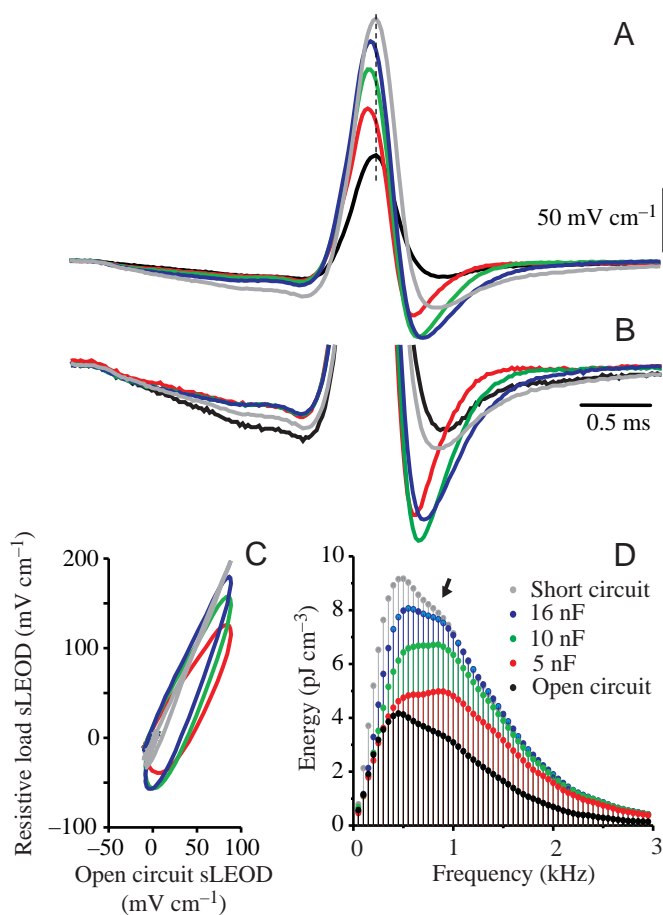 A
50 mV cm–1
B
0.5 ms
C
Resistive load sLEOD (mV cm–1)
200
100
0
–100
–50
0
50
100
Open circuit sLEOD
(mV cm–1)
D
Energy (pJ cm–3)
10
8
6
4
2
0
0
1
2
3
Frequency (kHz)
Short circuit
16 nF
10 nF
5 nF
Open circuit